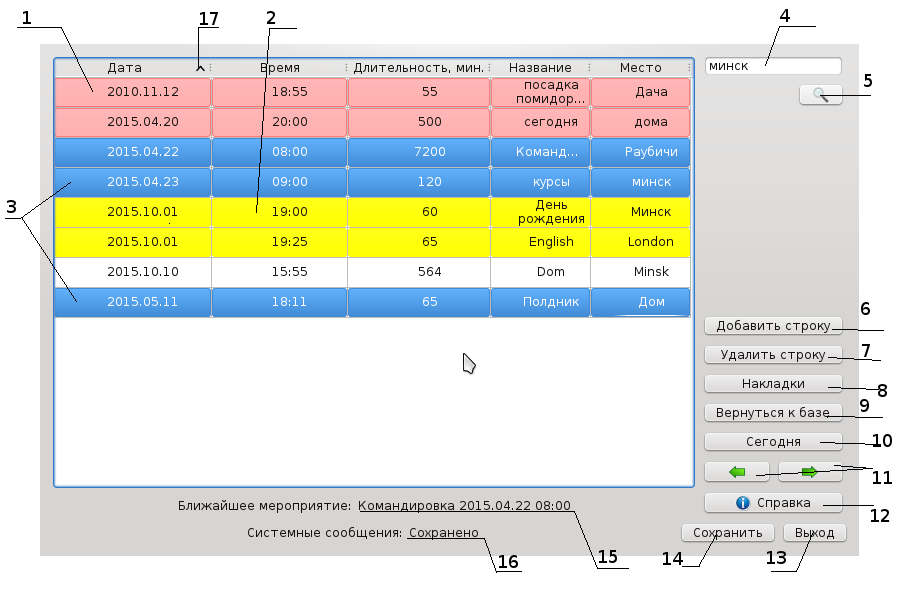 1 17 2 4
Дата Время Длительность, мин. Название Место
минск
5
2010.11.12 18:55 55 посадка помидор... Дача
2015.04.20 20:00 500 сегодня дома
2015.04.22 08:00 7200 Команд... Раубичи
2015.04.23 09:00 120 курсы минск
3
2015.10.01 19:00 60 День рождения Минск
2015.10.01 19:25 65 English London
2015.10.10 15:55 564 Dom Minsk
2015.05.11 18:11 65 Полдник Дом
6
Добавить строку
7
Удалить строку
8
Накладки
9
Вернуться к базе
10
Сегодня
11
12
Справка
Ближайшее мероприятие: Командировка 2015.04.22 08:00
Системные сообщения: Сохранено
Сохранить Выход
16 15 14 13